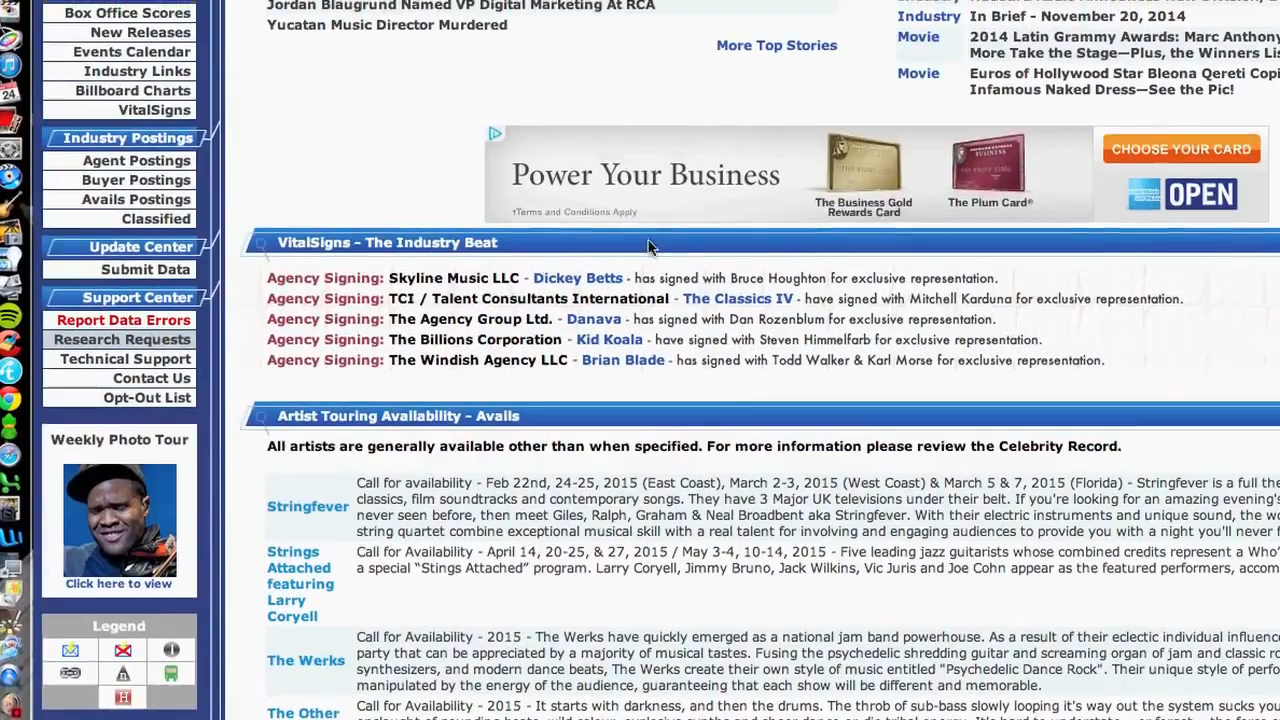 Box Office Scores
New Releases
Events Calendar
Industry Links
Billboard Charts
VitalSigns
Industry Postings
Agent Postings
Buyer Postings
Avails Postings
Classified
Update Center
Submit Data
Support Center
Report Data Errors
Research Requests
Technical Support
Contact Us
Opt-Out List
Weekly Photo Tour
Click here to view
Legend
H
Jordan Blaugrund Named VP Digital Marketing At RCA
Yucatan Music Director Murdered
More Top Stories
Industry In Brief - November 20, 2014
Movie 2014 Latin Grammy Awards: Marc Anthony
More Take the Stage—Plus, the Winners Lis
Movie Euros of Hollywood Star Bleona Qereti Copi
Infamous Naked Dress—See the Pic!
Power Your Business
†Terms and Conditions Apply
The Business Gold
Rewards Card
The Plum Card®
CHOOSE YOUR CARD
OPEN
VitalSigns - The Industry Beat
Agency Signing: Skyline Music LLC - Dickey Betts - has signed with Bruce Houghton for exclusive representation.
Agency Signing: TCI / Talent Consultants International - The Classics IV - have signed with Mitchell Karduna for exclusive representation.
Agency Signing: The Agency Group Ltd. - Danava - has signed with Dan Rozenblum for exclusive representation.
Agency Signing: The Billions Corporation - Kid Koala - have signed with Steven Himmelfarb for exclusive representation.
Agency Signing: The Windish Agency LLC - Brian Blade - has signed with Todd Walker & Karl Morse for exclusive representation.
Artist Touring Availability - Avails
All artists are generally available other than when specified. For more information please review the Celebrity Record.
Stringfever
Call for availability - Feb 22nd, 24-25, 2015 (East Coast), March 2-3, 2015 (West Coast) & March 5 & 7, 2015 (Florida) - Stringfever is a full the
classics, film soundtracks and contemporary songs. They have 3 Major UK televisions under their belt. If you're looking for an amazing evening's
never seen before, then meet Giles, Ralph, Graham & Neal Broadbent aka Stringfever. With their electric instruments and unique sound, the wo
string quartet combine exceptional musical skill with a real talent for involving and engaging audiences to provide you with a night you'll never f
Strings
Attached
featuring
Larry
Coryell
Call for Availability - April 14, 20-25, & 27, 2015 / May 3-4, 10-14, 2015 - Five leading jazz guitarists whose combined credits represent a Who'
a special “Stings Attached” program. Larry Coryell, Jimmy Bruno, Jack Wilkins, Vic Juris and Joe Cohn appear as the featured performers, accom
The Werks
Call for Availability - 2015 - The Werks have quickly emerged as a national jam band powerhouse. As a result of their eclectic individual influenc
party that can be appreciated by a majority of musical tastes. Fusing the psychedelic shredding guitar and screaming organ of jam and classic ro
synthesizers, and modern dance beats, The Werks create their own style of music entitled "Psychedelic Dance Rock". Their unique style of perfo
manipulated by the energy of the audience, guaranteeing that each show will be different and memorable.
The Other
Call for Availability - 2015 - It starts with darkness, and then the drums. The throb of sub-bass slowly looping it's way out the system sucks you